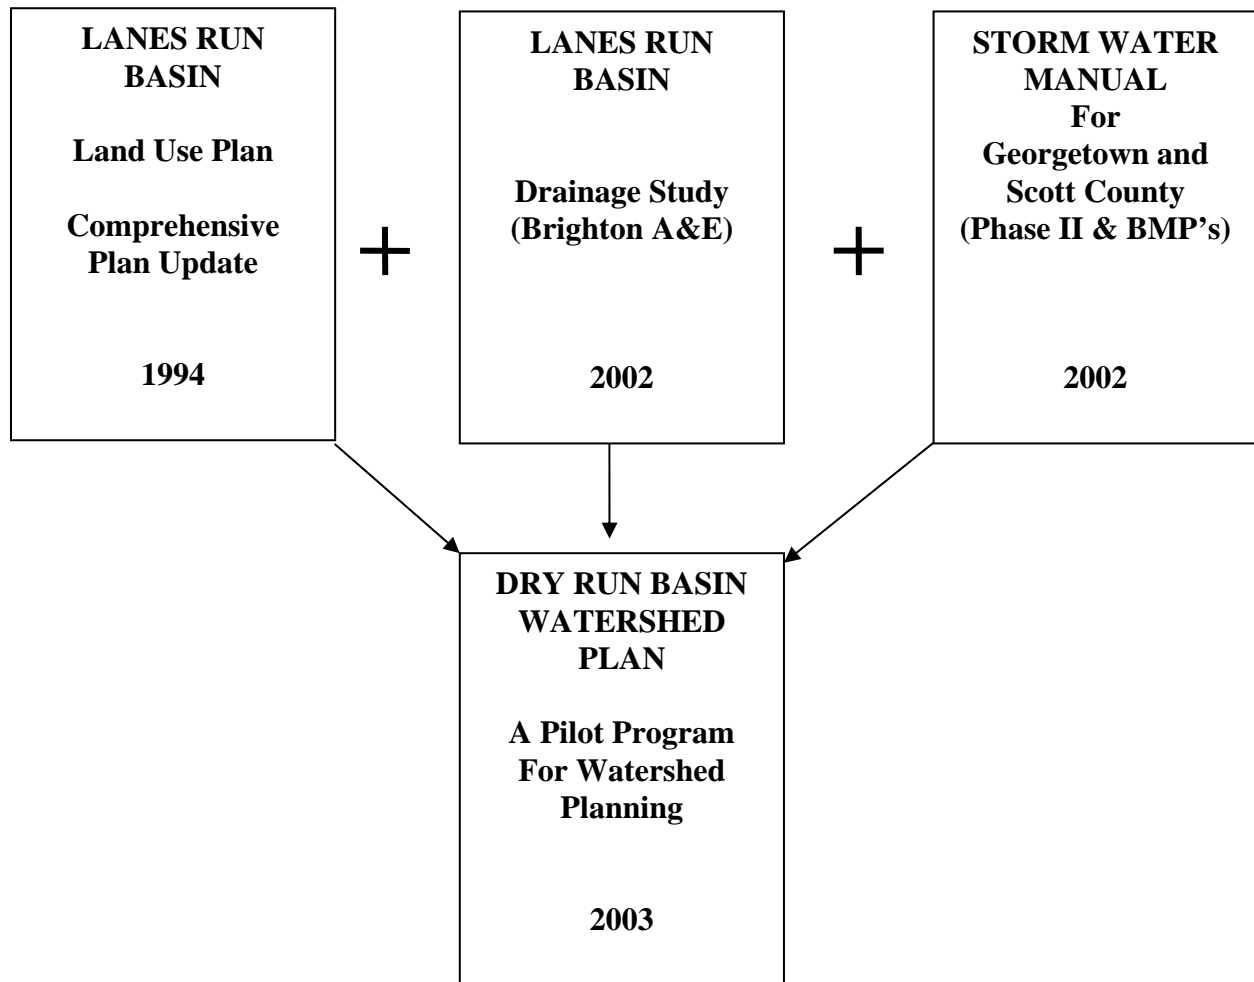 LANES RUN
BASIN
Land Use Plan
Comprehensive
Plan Update
1994
+
LANES RUN
BASIN
Drainage Study
(Brighton A&E)
2002
+
STORM WATER
MANUAL
For
Georgetown and
Scott County
(Phase II & BMP’s)
2002
DRY RUN BASIN
WATERSHED
PLAN
A Pilot Program
For Watershed
Planning
2003